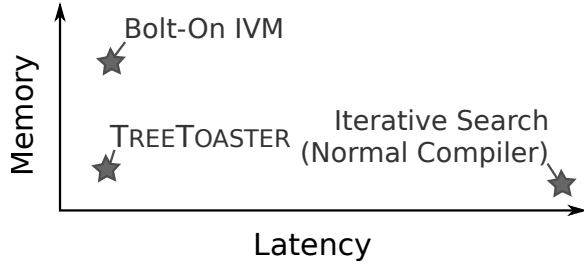 Bolt-On IVM
TREETOASTER
Iterative Search
(Normal Compiler)
Memory
Latency